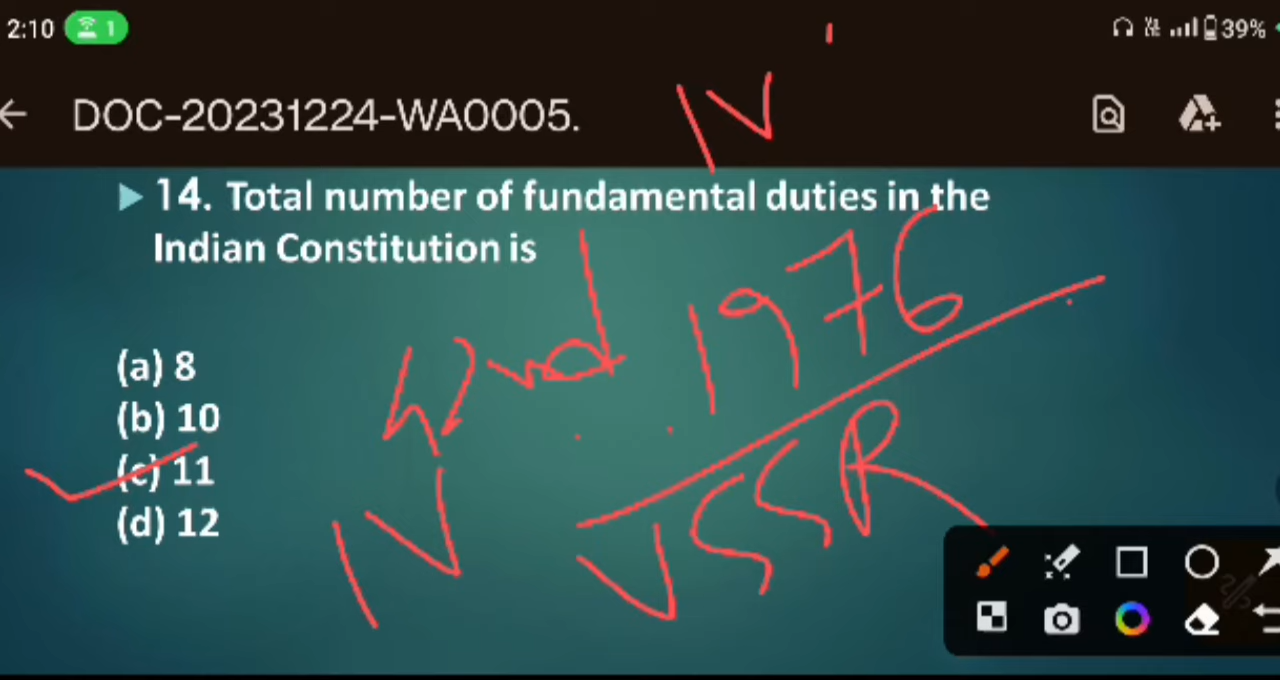 2:10 1 39%
DOC-20231224-WA0005.
IV
14. Total number of fundamental duties in the
Indian Constitution is
42nd 1976
(a) 8
(b) 10
(c) 11
(d) 12
IV
USSR